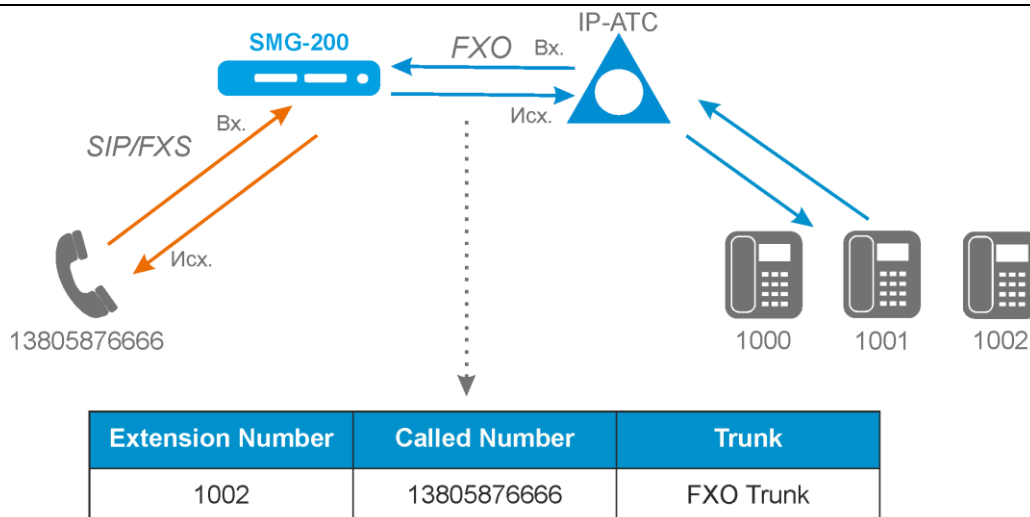 IP-АТС
SMG-200
FXO Вх.
Исх.
Вх.
SIP/FXS
Исх.
13805876666
1000 1001 1002
Extension Number Called Number Trunk
1002 13805876666 FXO Trunk